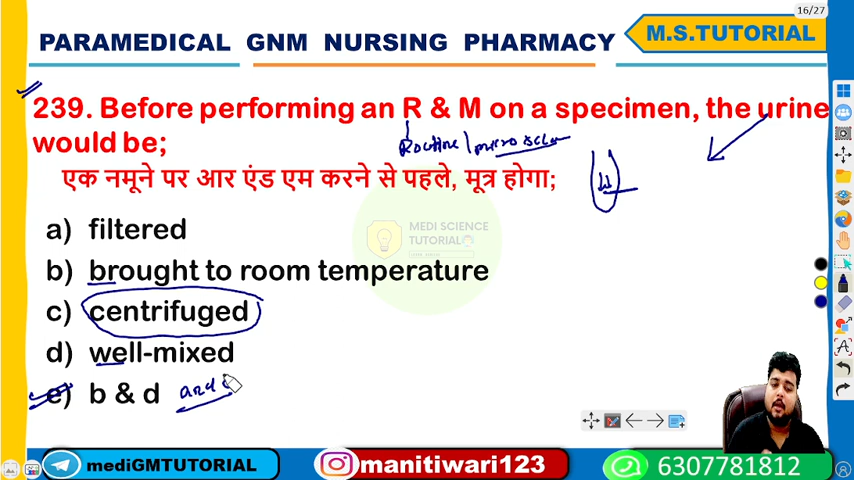 16/27
PARAMEDICAL GNM NURSING PHARMACY
M.S.TUTORIAL
239. Before performing an R & M on a specimen, the urine
would be;
Routine /
एक नमूने पर आर एंड एम करने से पहले, मूत्र होगा;
a) filtered
MEDI SCIENCE
TUTORIAL
b) brought to room temperature
c) centrifuged
d) well-mixed
e) b & d and
mediGMTUTORIAL
manitiwari123
6307781812